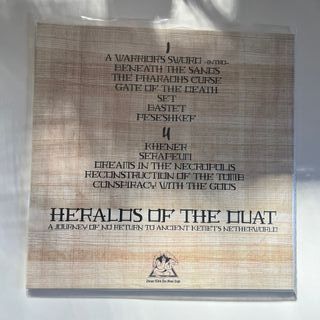 I
A WARRIOR'S SWORD -INTRO-
BENEATH THE SANDS
THE PHARAOHS CURSE
GATE OF THE DEATH
SET
BASTET
PESESHKEF
II
KHENER
SERAPEUM
DREAMS IN THE NECROPOLIS
RECONSTRUCTION OF THE TOMB
CONSPIRACY WITH THE GODS
HERALDS OF THE DUAT
A JOURNEY OF NO RETURN TO ANCIENT KEMET'S NETHERWORLD